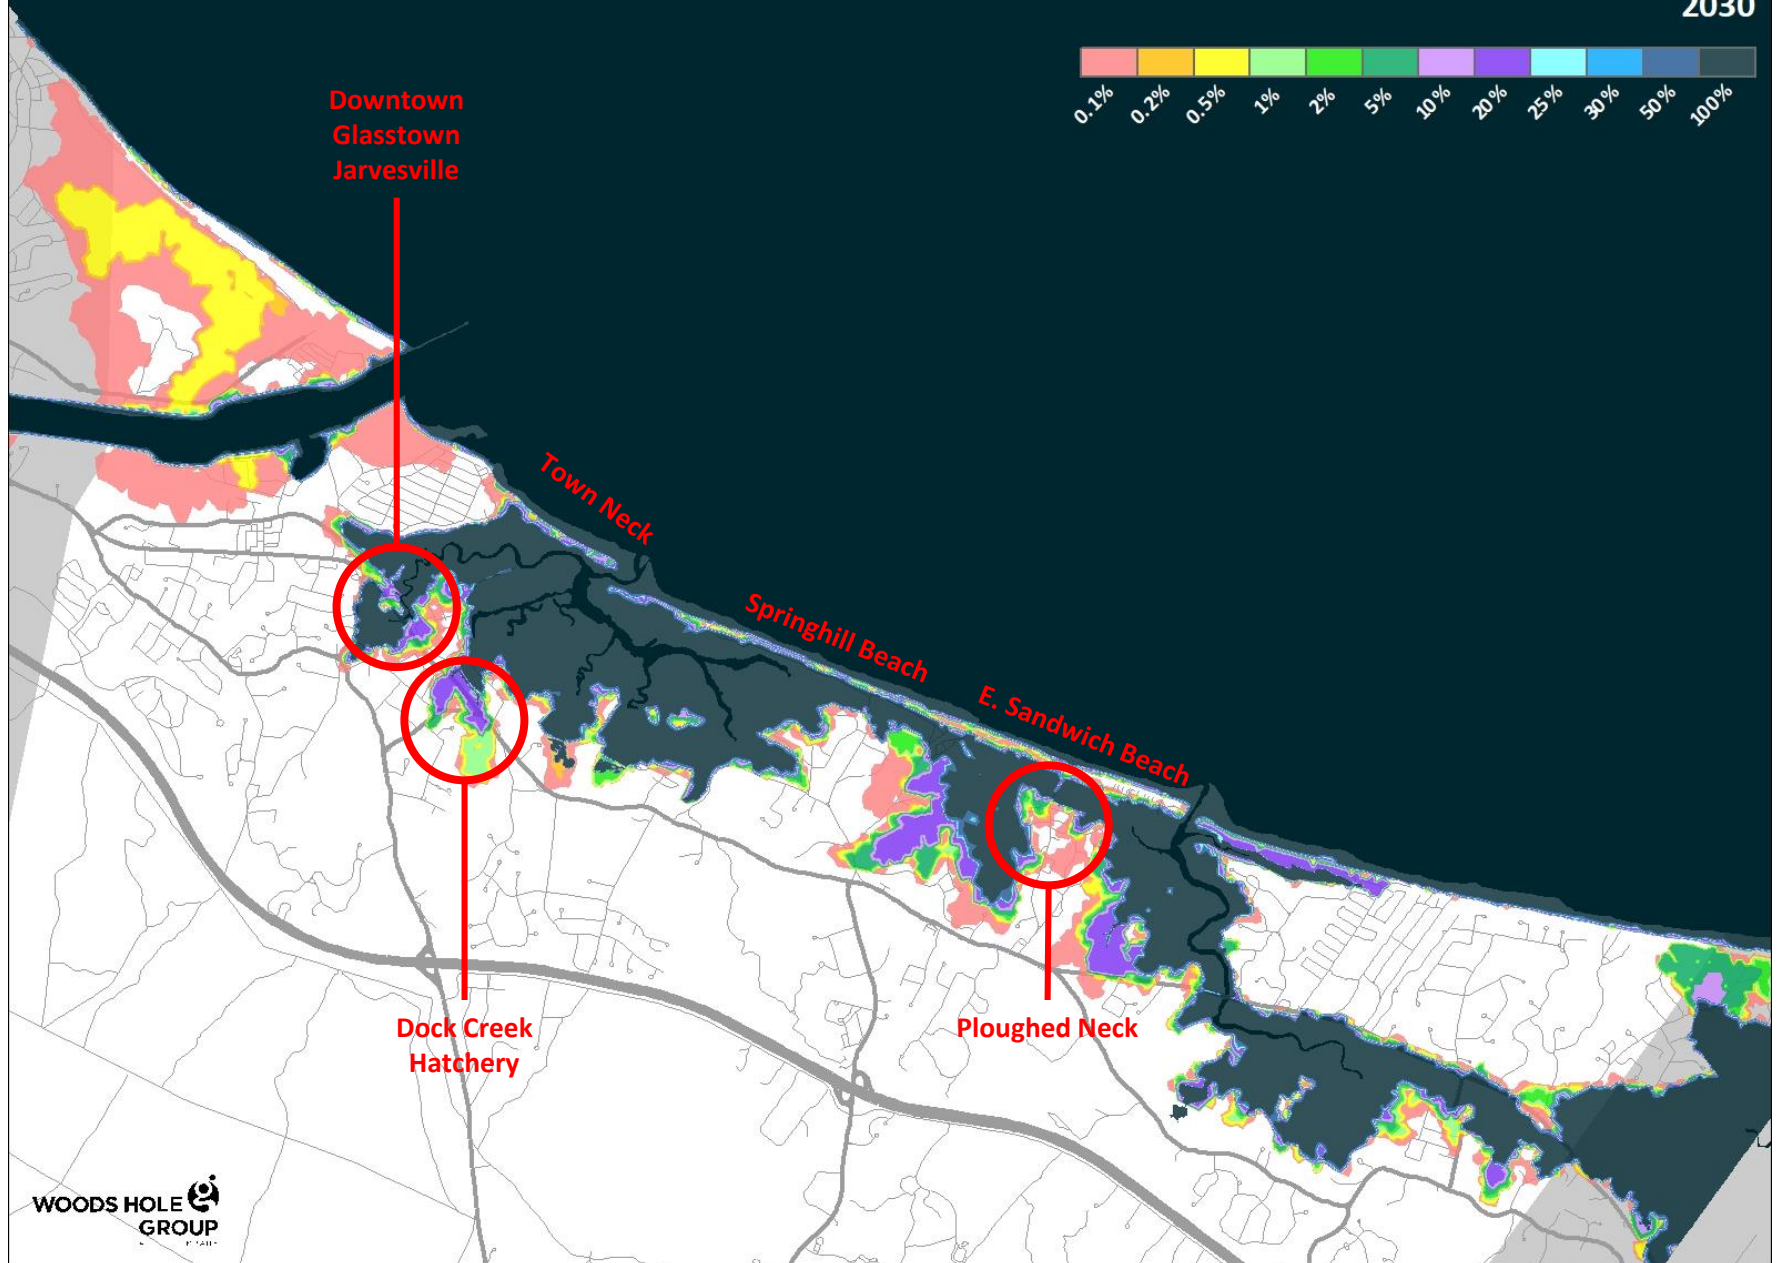 2030
0.1% 0.2% 0.5% 1% 2% 5% 10% 20% 25% 30% 50% 100%
Downtown
Glasstown
Jarvesville
Town Neck
Springhill Beach
E. Sandwich Beach
Dock Creek
Hatchery
Ploughed Neck
WOODS HOLE
GROUP